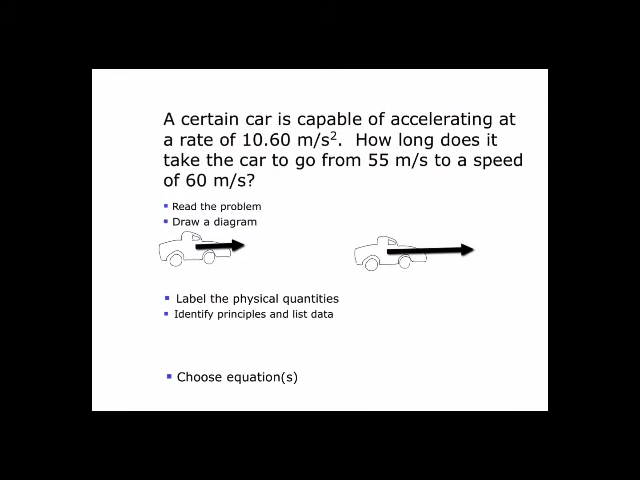 A certain car is capable of accelerating at
a rate of 10.60 m/s². How long does it
take the car to go from 55 m/s to a speed
of 60 m/s?
▪ Read the problem
▪ Draw a diagram
▪ Label the physical quantities
▪ Identify principles and list data
▪ Choose equation(s)